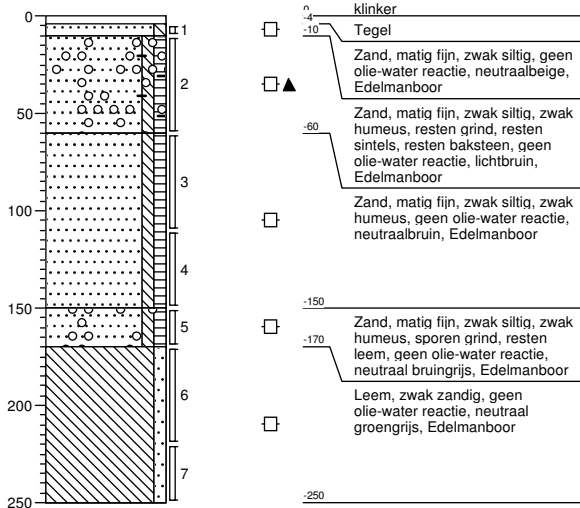 0
klinker
-4
Tegel
-10
Zand, matig fijn, zwak siltig, geen
olie-water reactie, neutraalbeige,
Edelmanboor
Zand, matig fijn, zwak siltig, zwak
humeus, resten grind, resten
sintels, resten baksteen, geen
olie-water reactie, lichtbruin,
Edelmanboor
-60
Zand, matig fijn, zwak siltig, zwak
humeus, geen olie-water reactie,
neutraalbruin, Edelmanboor
-150
Zand, matig fijn, zwak siltig, zwak
humeus, sporen grind, resten
leem, geen olie-water reactie,
neutraal bruingrijs, Edelmanboor
-170
Leem, zwak zandig, geen
olie-water reactie, neutraal
groengrijs, Edelmanboor
-250
0
50
100
150
200
250
1
2
3
4
5
6
7